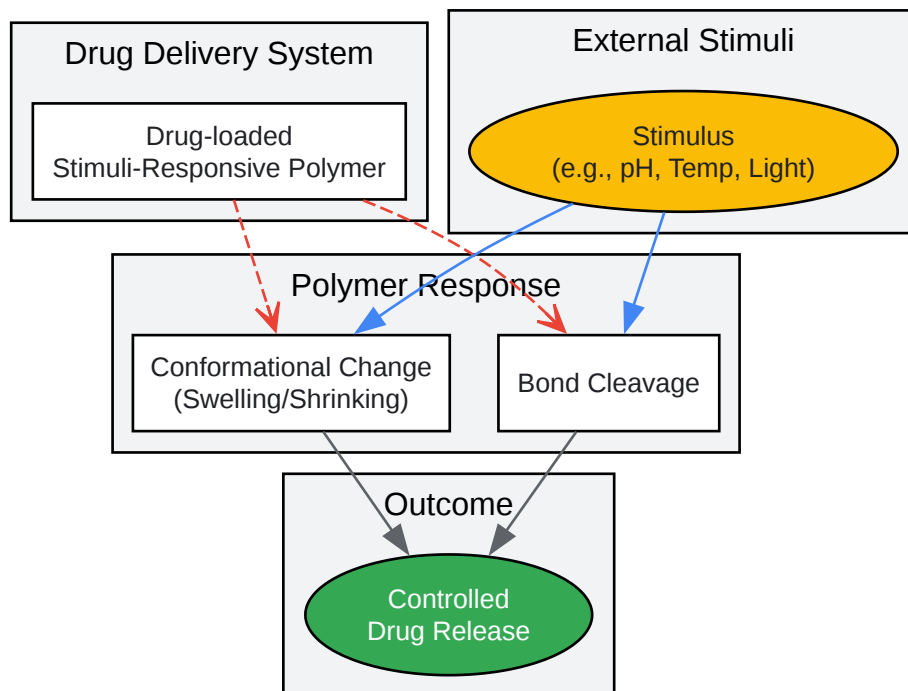 Drug Delivery System
Drug-loaded
Stimuli-Responsive Polymer
External Stimuli
Stimulus
(e.g., pH, Temp, Light)
Polymer Response
Conformational Change
(Swelling/Shrinking)
Bond Cleavage
Outcome
Controlled
Drug Release